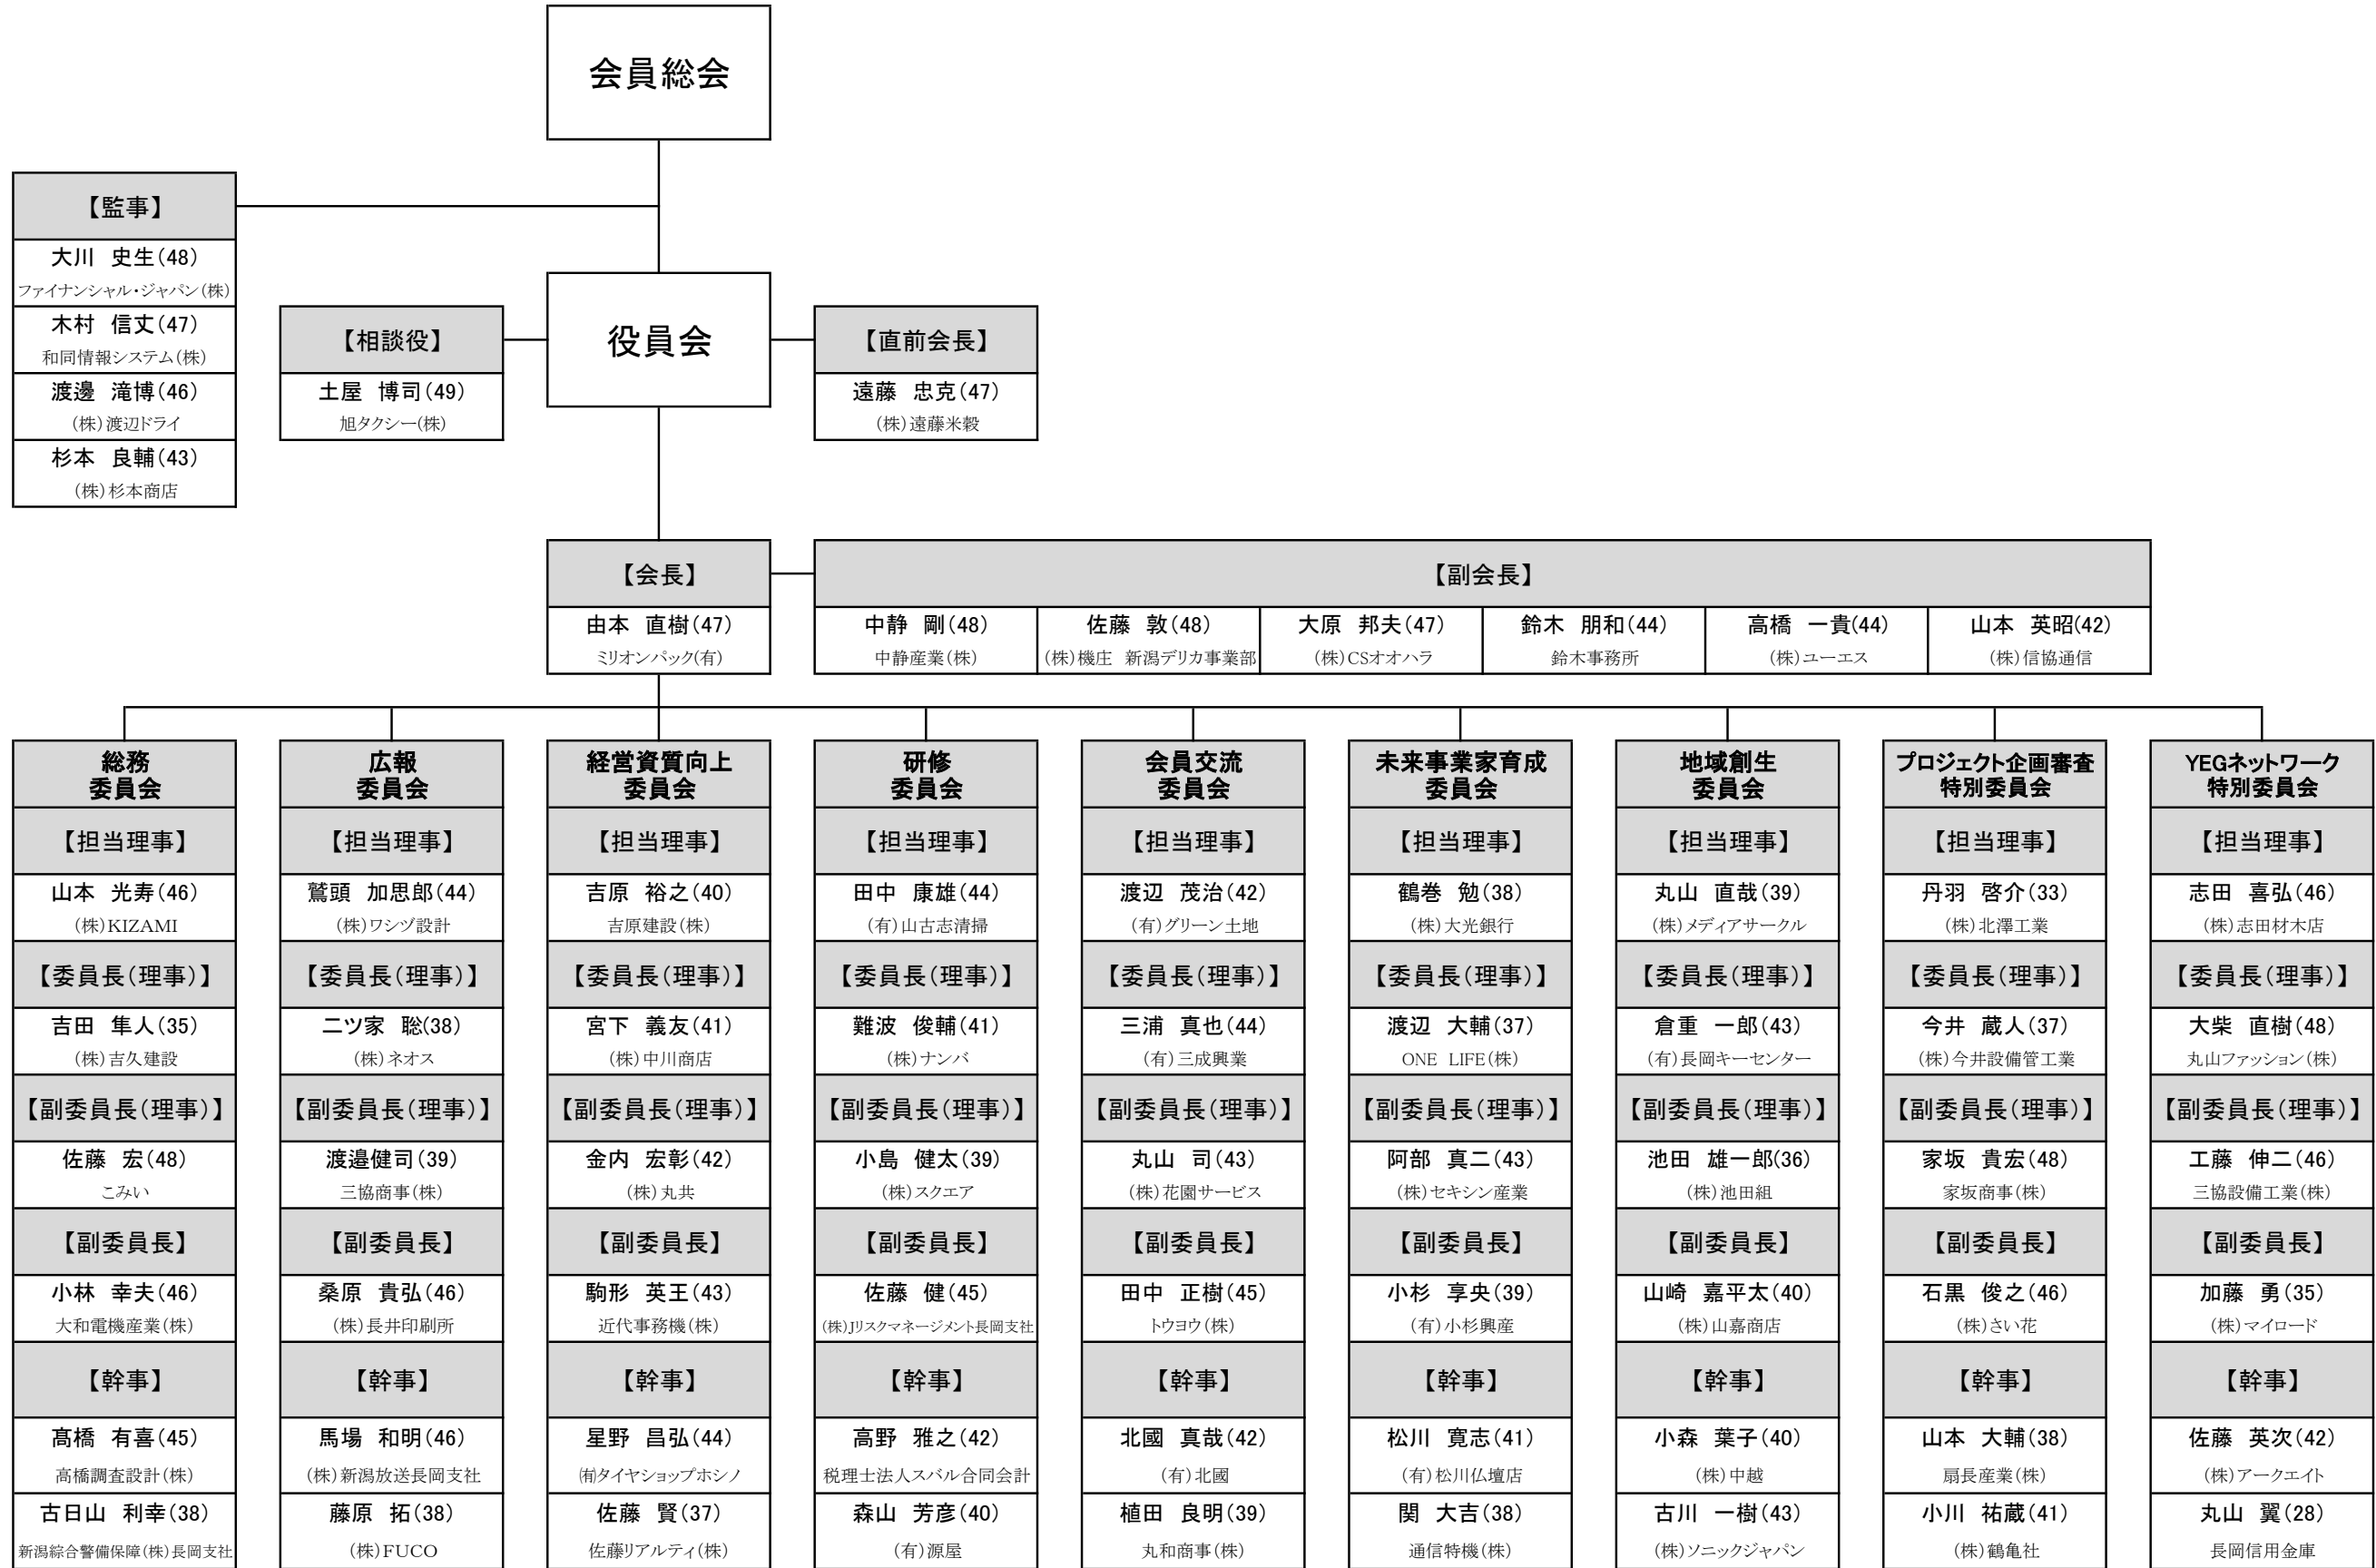 会員総会
【監事】
大川　史生(48)
ファイナンシャル・ジャパン(株)
木村　信丈(47)
和同情報システム(株)
渡邊　滝博(46)
(株)渡辺ドライ
杉本　良輔(43)
(株)杉本商店
【相談役】
土屋　博司(49)
旭タクシー(株)
役員会
【直前会長】
遠藤　忠克(47)
(株)遠藤米穀
【会長】
由本　直樹(47)
ミリオンパック(有)
【副会長】
中静　剛(48)
中静産業(株)
佐藤　敦(48)
(株)機庄　新潟デリカ事業部
大原　邦夫(47)
(株)CSオオハラ
鈴木　朋和(44)
鈴木事務所
高橋　一貴(44)
(株)ユーエス
山本　英昭(42)
(株)信協通信
総務
委員会
【担当理事】
山本　光寿(46)
(株)KIZAMI
【委員長(理事)】
吉田　隼人(35)
(株)吉久建設
【副委員長(理事)】
佐藤　宏(48)
こみい
【副委員長】
小林　幸夫(46)
大和電機産業(株)
【幹事】
髙橋　有喜(45)
高橋調査設計(株)
古日山　利幸(38)
新潟綜合警備保障(株)長岡支社
広報
委員会
【担当理事】
鷲頭　加思郎(44)
(株)ワシヅ設計
【委員長(理事)】
二ツ家　聡(38)
(株)ネオス
【副委員長(理事)】
渡邉健司(39)
三協商事(株)
【副委員長】
桑原　貴弘(46)
(株)長井印刷所
【幹事】
馬場　和明(46)
(株)新潟放送長岡支社
藤原　拓(38)
(株)FUCO
経営資質向上
委員会
【担当理事】
吉原　裕之(40)
吉原建設(株)
【委員長(理事)】
宮下　義友(41)
(株)中川商店
【副委員長(理事)】
金内　宏彰(42)
(株)丸共
【副委員長】
駒形　英王(43)
近代事務機(株)
【幹事】
星野　昌弘(44)
㈲タイヤショップホシノ
佐藤　賢(37)
佐藤リアルティ(株)
研修
委員会
【担当理事】
田中　康雄(44)
(有)山古志清掃
【委員長(理事)】
難波　俊輔(41)
(株)ナンバ
【副委員長(理事)】
小島　健太(39)
(株)スクエア
【副委員長】
佐藤　健(45)
(株)Jリスクマネージメント長岡支社
【幹事】
高野　雅之(42)
税理士法人スバル合同会計
森山　芳彦(40)
(有)源屋
会員交流
委員会
【担当理事】
渡辺　茂治(42)
(有)グリーン土地
【委員長(理事)】
三浦　真也(44)
(有)三成興業
【副委員長(理事)】
丸山　司(43)
(株)花園サービス
【副委員長】
田中　正樹(45)
トウヨウ(株)
【幹事】
北國　真哉(42)
(有)北國
植田　良明(39)
丸和商事(株)
未来事業家育成
委員会
【担当理事】
鶴巻　勉(38)
(株)大光銀行
【委員長(理事)】
渡辺　大輔(37)
ONE　LIFE(株)
【副委員長(理事)】
阿部　真二(43)
(株)セキシン産業
【副委員長】
小杉　享央(39)
(有)小杉興産
【幹事】
松川　寛志(41)
(有)松川仏壇店
関　大吉(38)
通信特機(株)
地域創生
委員会
【担当理事】
丸山　直哉(39)
(株)メディアサークル
【委員長(理事)】
倉重　一郎(43)
(有)長岡キーセンター
【副委員長(理事)】
池田　雄一郎(36)
(株)池田組
【副委員長】
山崎　嘉平太(40)
(株)山嘉商店
【幹事】
小森　葉子(40)
(株)中越
古川　一樹(43)
(株)ソニックジャパン
プロジェクト企画審査
特別委員会
【担当理事】
丹羽　啓介(33)
(株)北澤工業
【委員長(理事)】
今井　蔵人(37)
(株)今井設備管工業
【副委員長(理事)】
家坂　貴宏(48)
家坂商事(株)
【副委員長】
石黒　俊之(46)
(株)さい花
【幹事】
山本　大輔(38)
扇長産業(株)
小川　祐蔵(41)
(株)鶴亀社
YEGネットワーク
特別委員会
【担当理事】
志田　喜弘(46)
(株)志田材木店
【委員長(理事)】
大柴　直樹(48)
丸山ファッション(株)
【副委員長(理事)】
工藤　伸二(46)
三協設備工業(株)
【副委員長】
加藤　勇(35)
(株)マイロード
【幹事】
佐藤　英次(42)
(株)アークエイト
丸山　翼(28)
長岡信用金庫